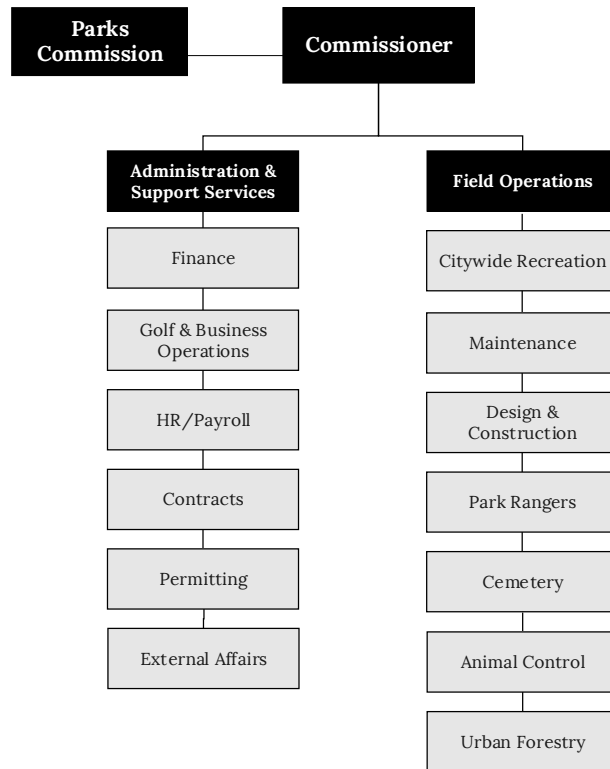 Parks
Commission
Commissioner
Administration &
Support Services
Finance
Golf & Business
Operations
HR/Payroll
Contracts
Permitting
External Affairs
Field Operations
Citywide Recreation
Maintenance
Design &
Construction
Park Rangers
Cemetery
Animal Control
Urban Forestry